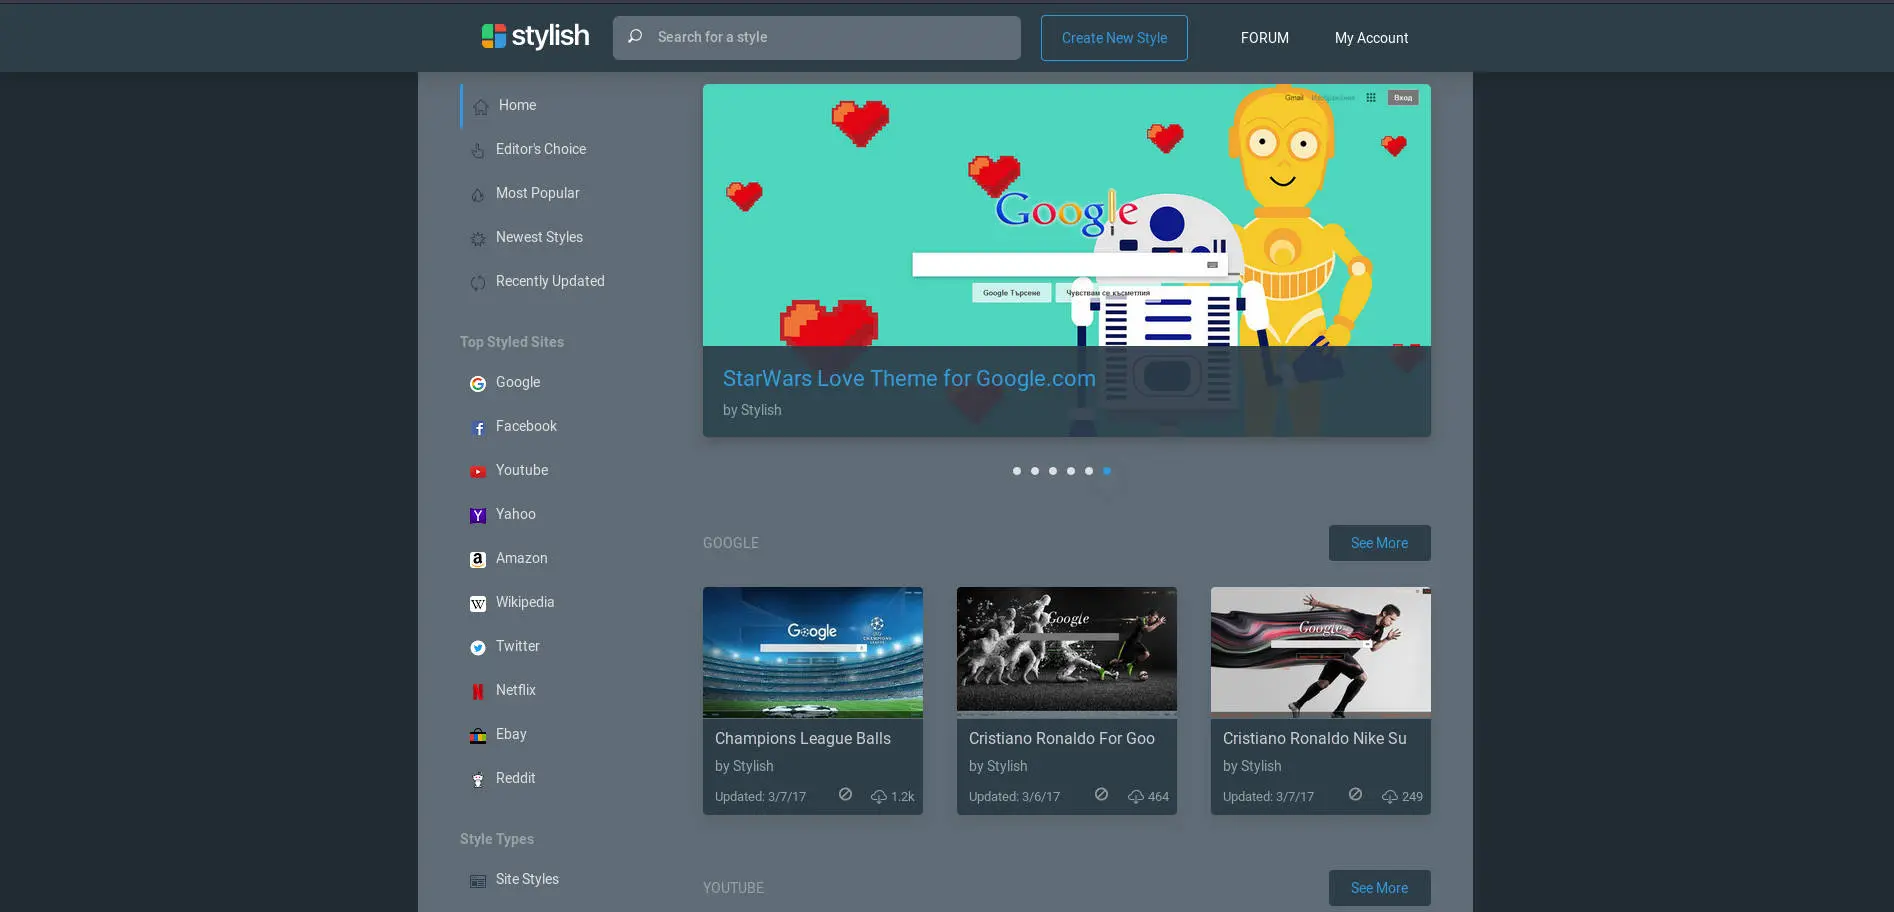 stylish
Search for a style
Create New Style
FORUM
My Account
Home
Editor's Choice
Most Popular
Newest Styles
Recently Updated
Top Styled Sites
Google
Facebook
Youtube
Yahoo
Amazon
Wikipedia
Twitter
Netflix
Ebay
Reddit
Style Types
Site Styles
Gmail Изображения
Вход
Google
Google Търсене
Чувствам се късметлия
StarWars Love Theme for Google.com
by Stylish
GOOGLE
See More
Google
CHAMPIONS
LEAGUE
Champions League Balls
by Stylish
Updated: 3/7/17 1.2k
Google
Cristiano Ronaldo For Goo
by Stylish
Updated: 3/6/17 464
Google
Cristiano Ronaldo Nike Su
by Stylish
Updated: 3/7/17 249
YOUTUBE
See More